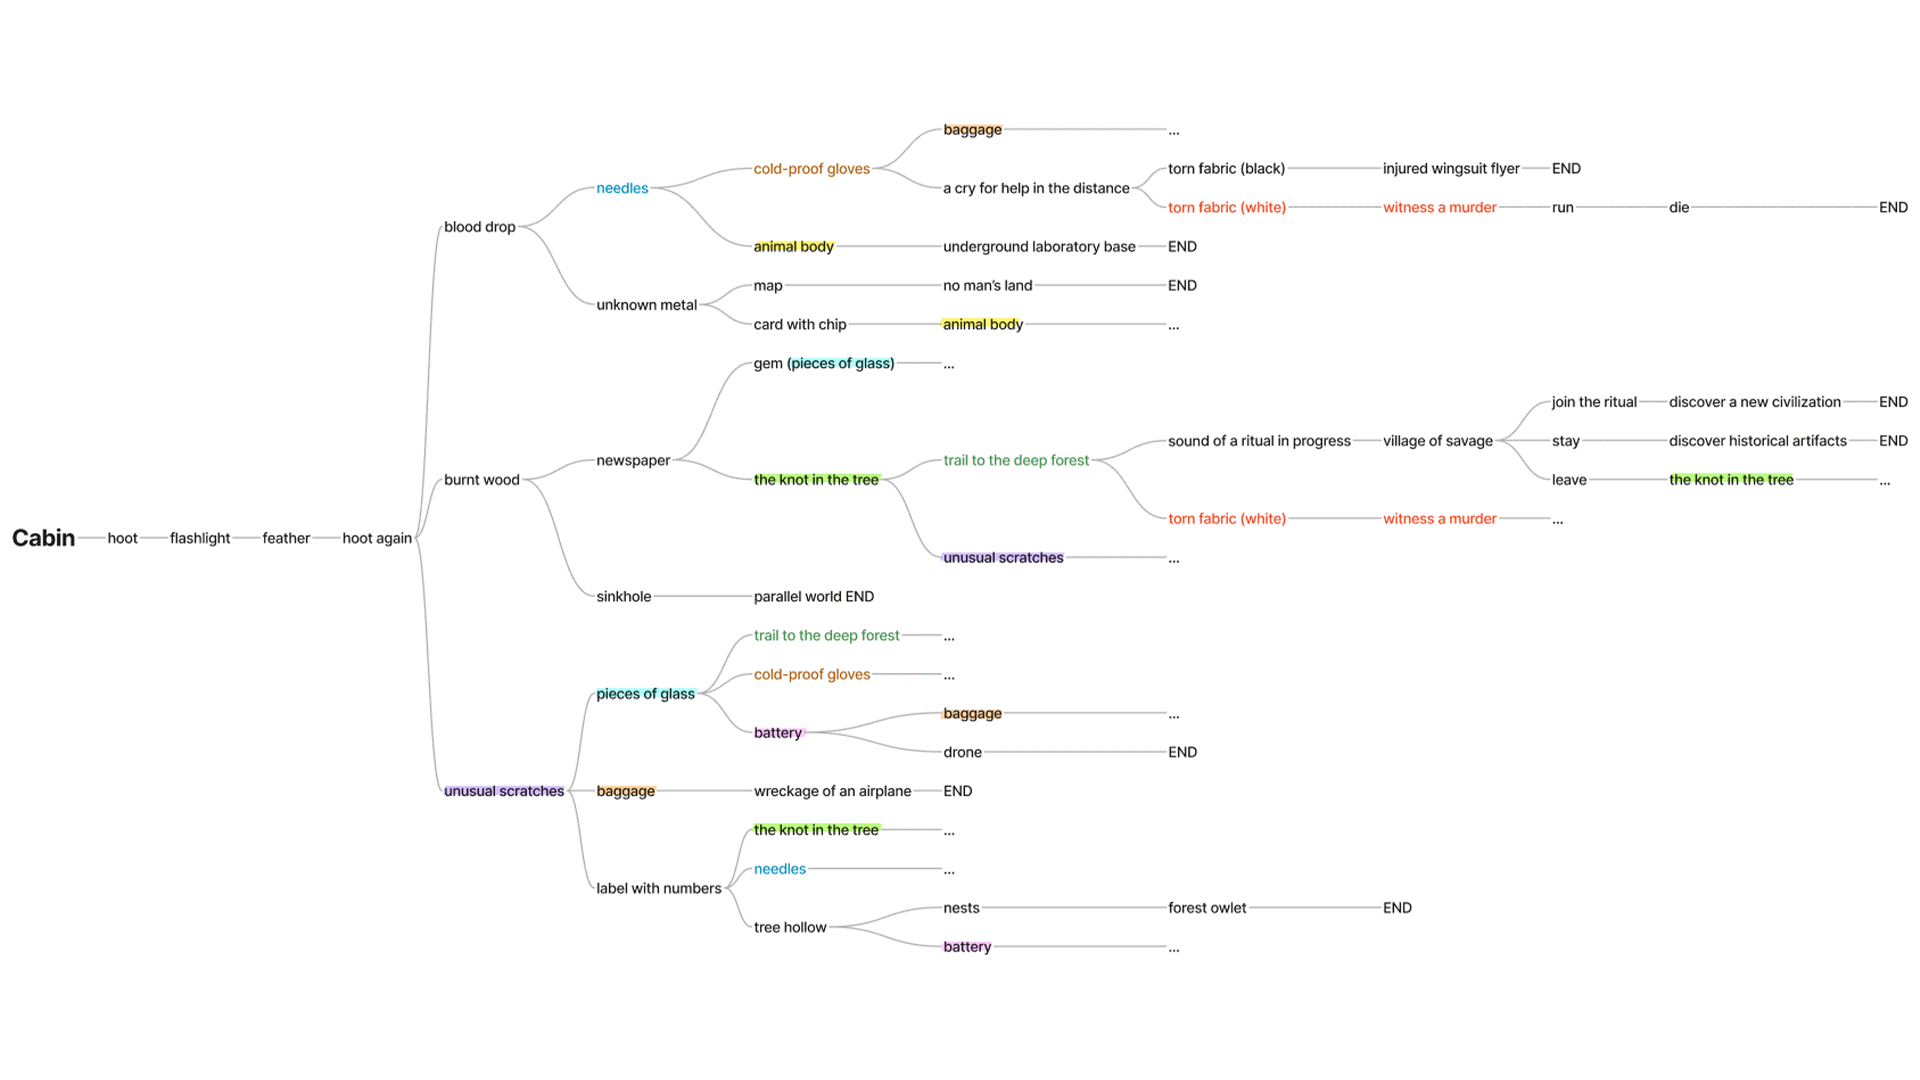 baggage ...
cold-proof gloves torn fabric (black) injured wingsuit flyer END
needles a cry for help in the distance
torn fabric (white) witness a murder run die END
blood drop
animal body underground laboratory base END
map no man’s land END
unknown metal
card with chip animal body ...
gem (pieces of glass) ...
join the ritual discover a new civilization END
sound of a ritual in progress village of savage stay discover historical artifacts END
newspaper trail to the deep forest
burnt wood the knot in the tree leave the knot in the tree ...
torn fabric (white) witness a murder ...
Cabin hoot flashlight feather hoot again
unusual scratches ...
sinkhole parallel world END
trail to the deep forest ...
cold-proof gloves ...
pieces of glass
baggage ...
battery
drone END
unusual scratches baggage wreckage of an airplane END
the knot in the tree ...
needles ...
label with numbers
nests forest owlet END
tree hollow
battery ...